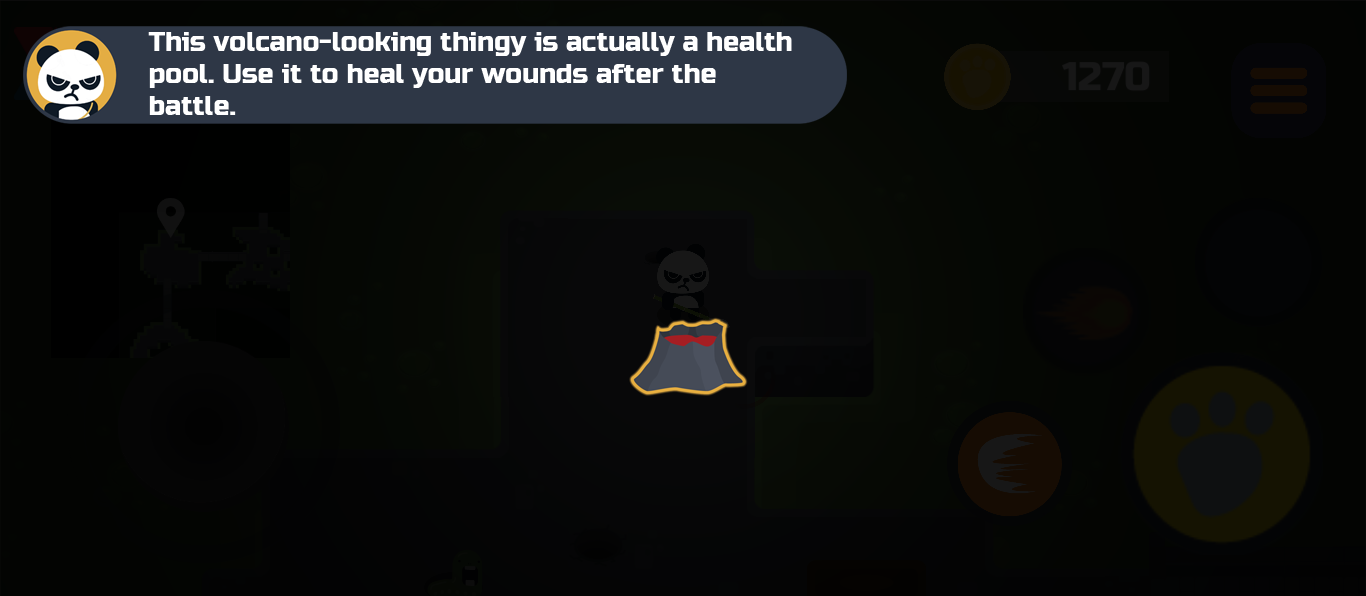 This volcano-looking thingy is actually a health
pool. Use it to heal your wounds after the
battle.
1270